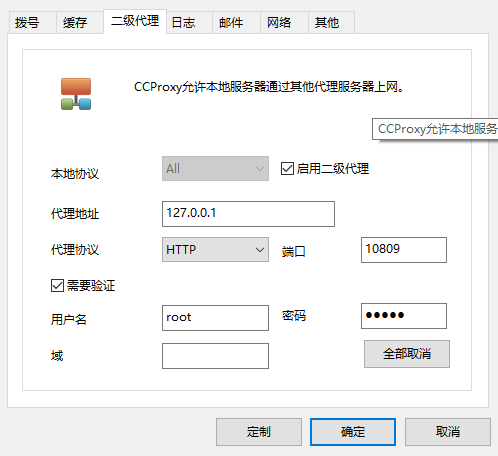 拨号 缓存 二级代理 日志 邮件 网络 其他
CCProxy允许本地服务器通过其他代理服务器上网。
CCProxy允许本地服务
本地协议 All 启用二级代理
代理地址 127.0.0.1
代理协议 HTTP 端口 10809
需要验证
用户名 root 密码 ●●●●●
域 全部取消
定制 确定 取消